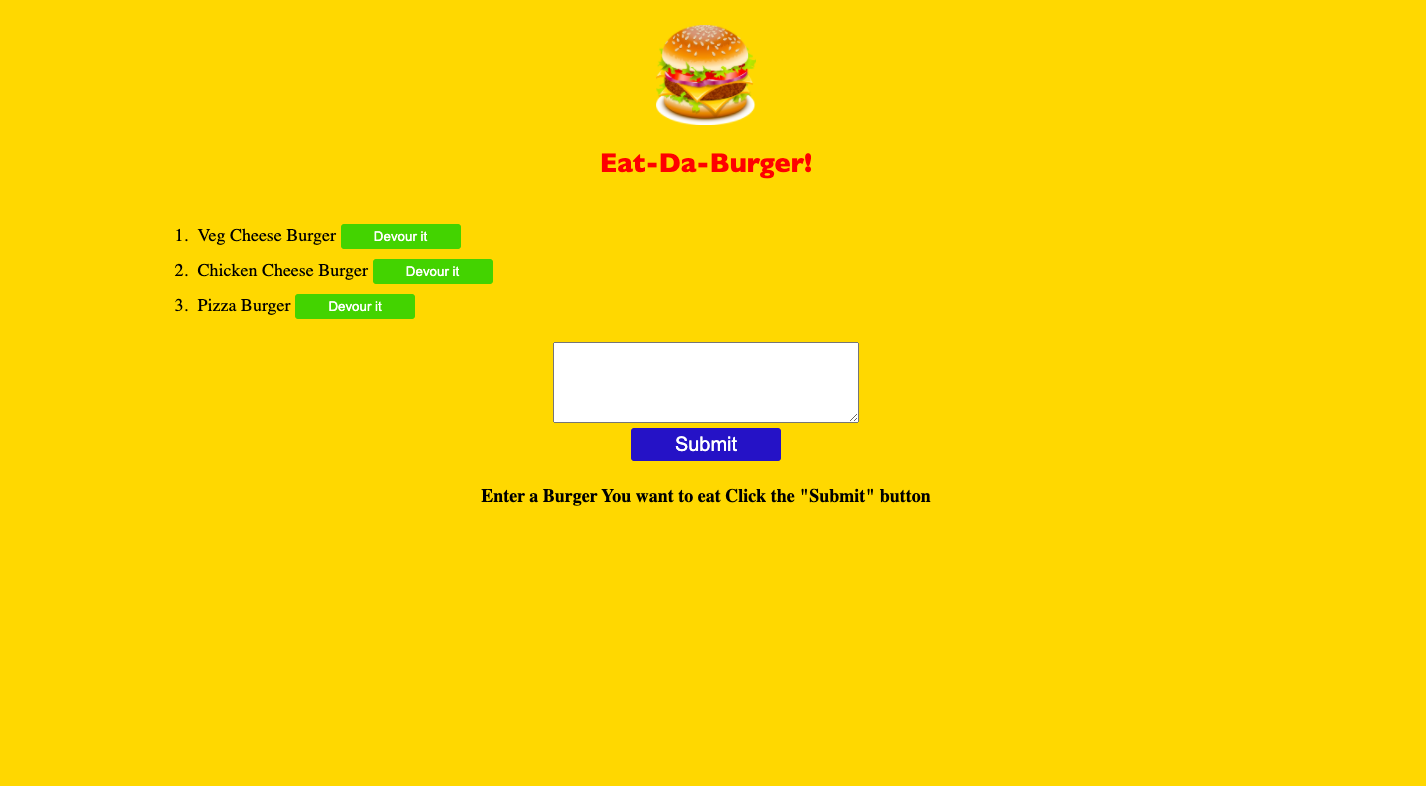 Eat-Da-Burger!
1. Veg Cheese Burger Devour it
2. Chicken Cheese Burger Devour it
3. Pizza Burger Devour it
Submit
Enter a Burger You want to eat Click the "Submit" button